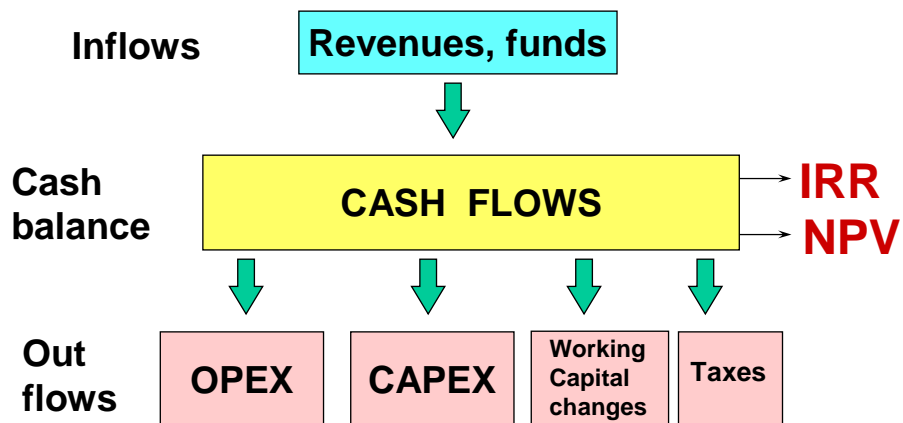 Inflows
Revenues, funds
Cash
balance
CASH FLOWS
IRR
NPV
Out
flows
OPEX
CAPEX
Working
Capital
changes
Taxes